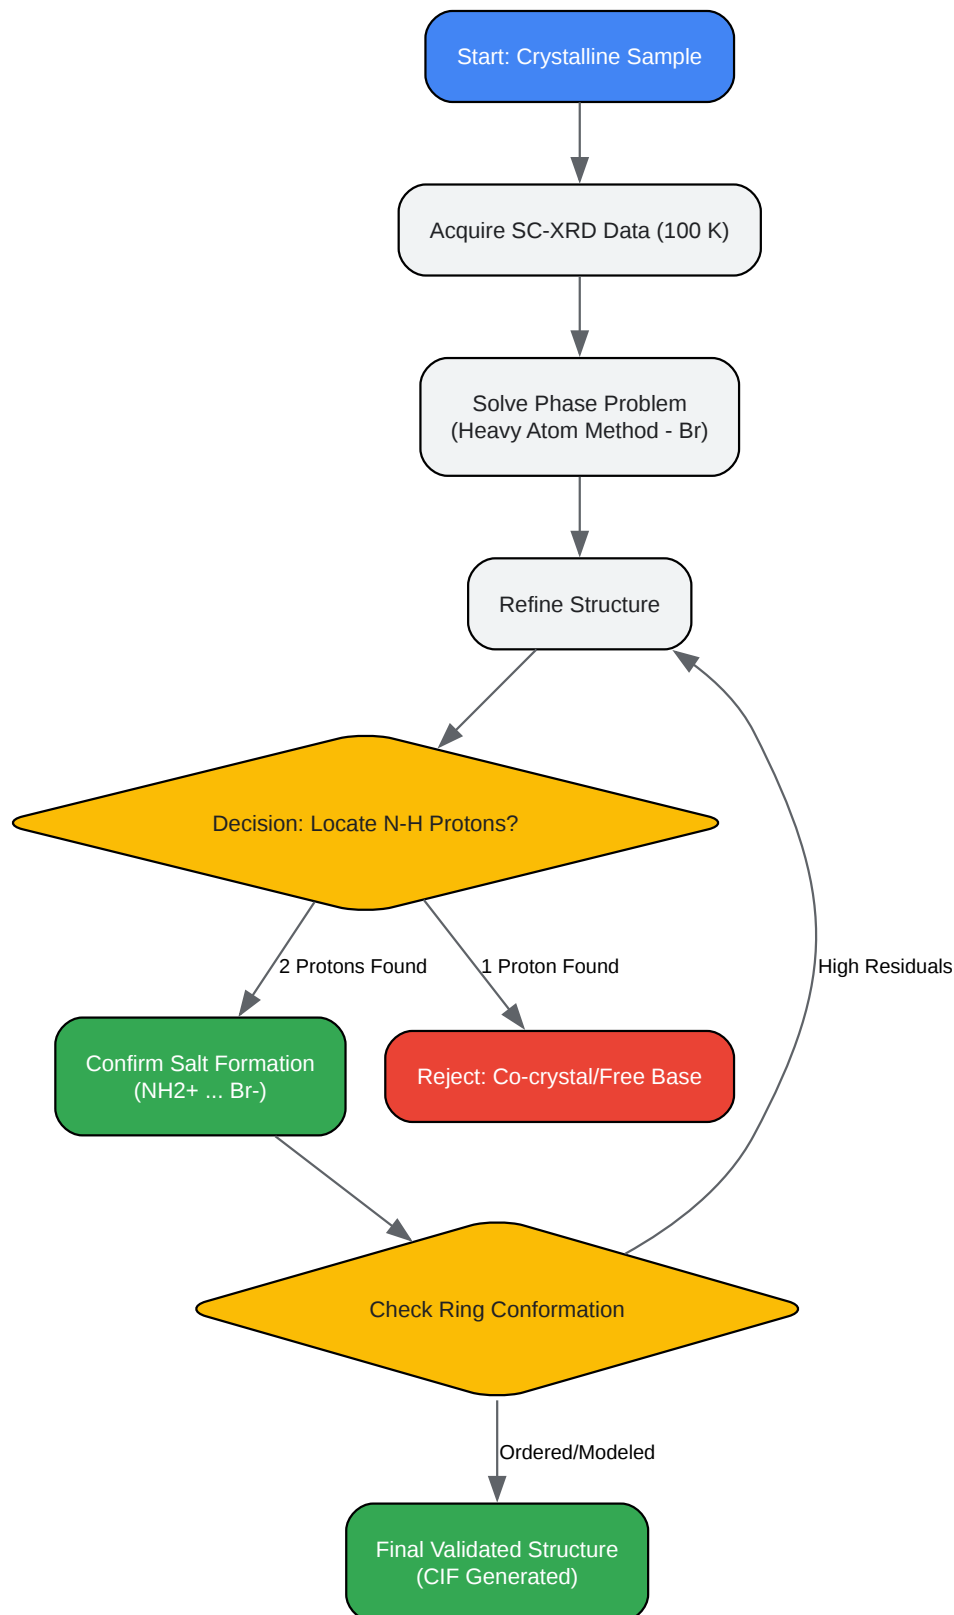 Start: Crystalline Sample
Acquire SC-XRD Data (100 K)
Solve Phase Problem
(Heavy Atom Method - Br)
Refine Structure
Decision: Locate N-H Protons?
2 Protons Found
1 Proton Found
High Residuals
Confirm Salt Formation
(NH2+ ... Br-)
Reject: Co-crystal/Free Base
Check Ring Conformation
Ordered/Modeled
Final Validated Structure
(CIF Generated)